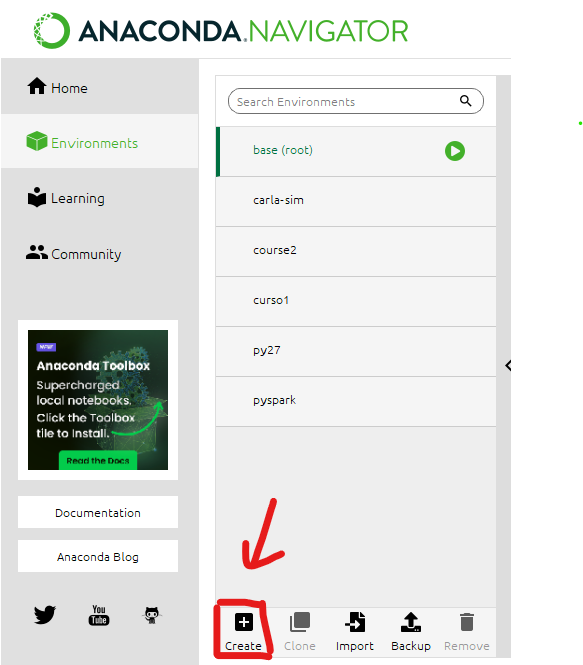 ANACONDA.NAVIGATOR
Home
Environments
Learning
Community
NEW
Anaconda Toolbox
Supercharged
local notebooks.
Click the Toolbox
tile to Install.
Read the Docs
Documentation
Anaconda Blog
You
Tube
Search Environments
base (root)
carla-sim
course2
curso1
py27
pyspark
Create
Clone
Import
Backup
Remove